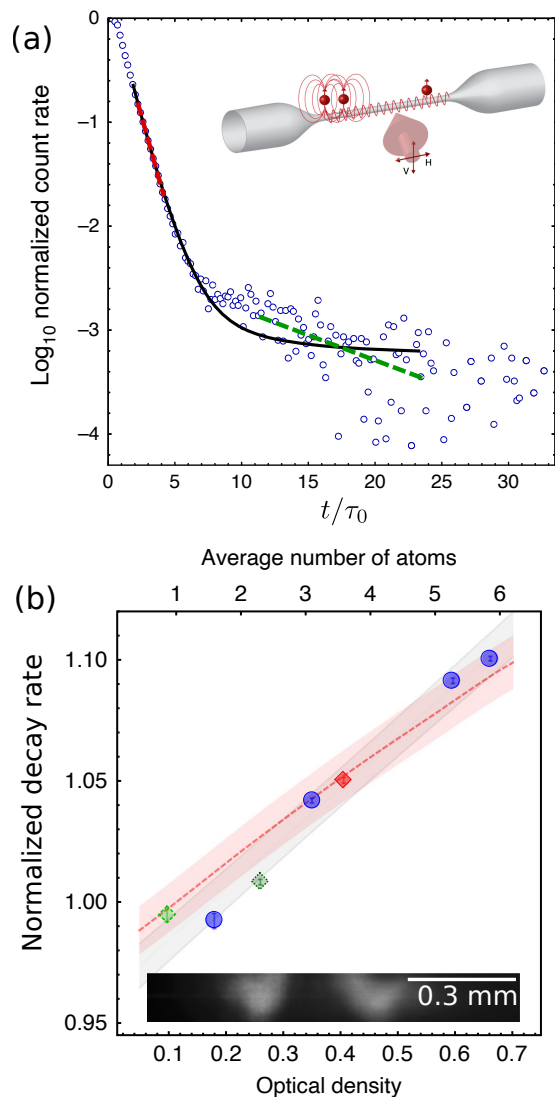 (a)
0
−1
−2
−3
−4
Log10 normalized count rate
V
H
0 5 10 15 20 25 30
t/τ0
Average number of atoms
(b)
1 2 3 4 5 6
1.10
1.05
1.00
0.95
Normalized decay rate
0.3 mm
0.1 0.2 0.3 0.4 0.5 0.6 0.7
Optical density